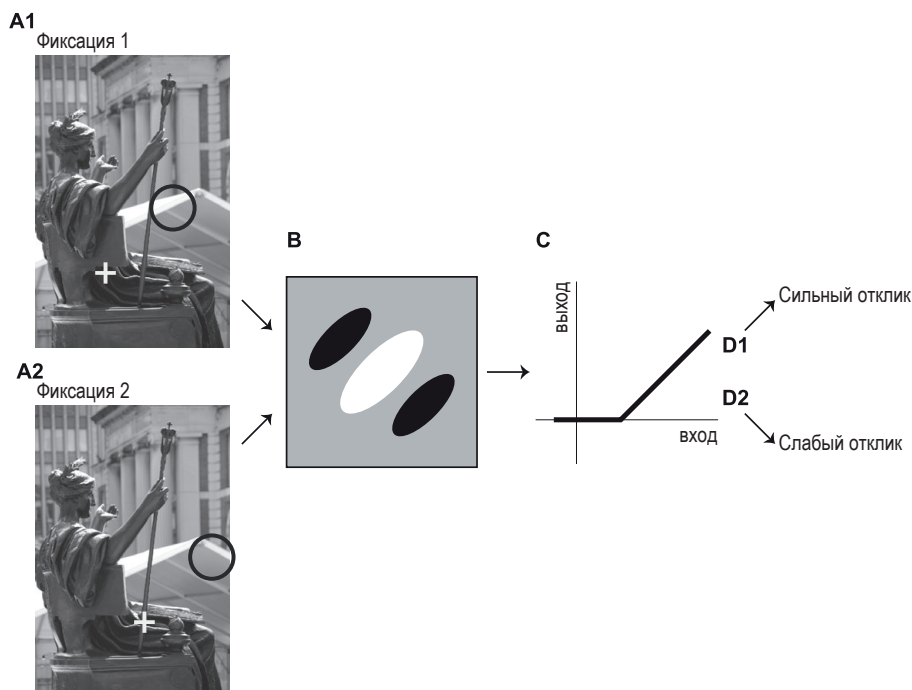 A1
Фиксация 1
A2
Фиксация 2
B
C
выход
вход
D1
D2
Сильный отклик
Слабый отклик